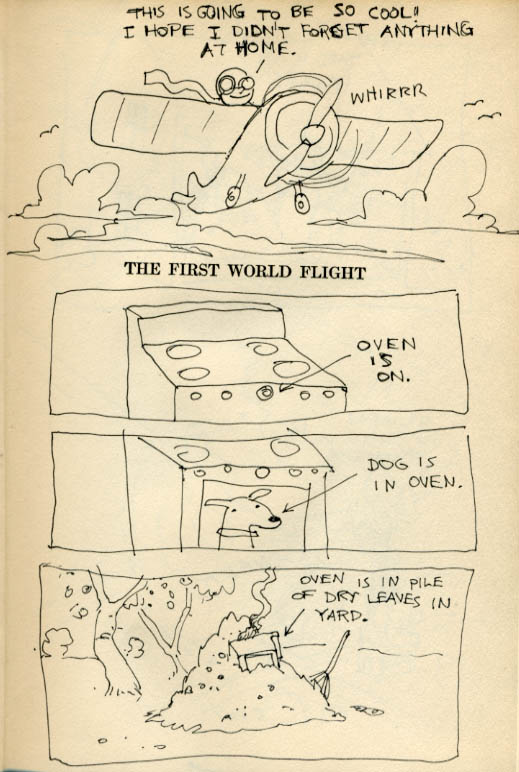 THIS IS GOING TO BE SO COOL!!
I HOPE I DIDN'T FORGET ANYTHING
AT HOME.
WHIRRR
THE FIRST WORLD FLIGHT
OVEN
IS
ON.
DOG IS
IN OVEN.
OVEN IS IN PILE
OF DRY LEAVES IN
YARD.